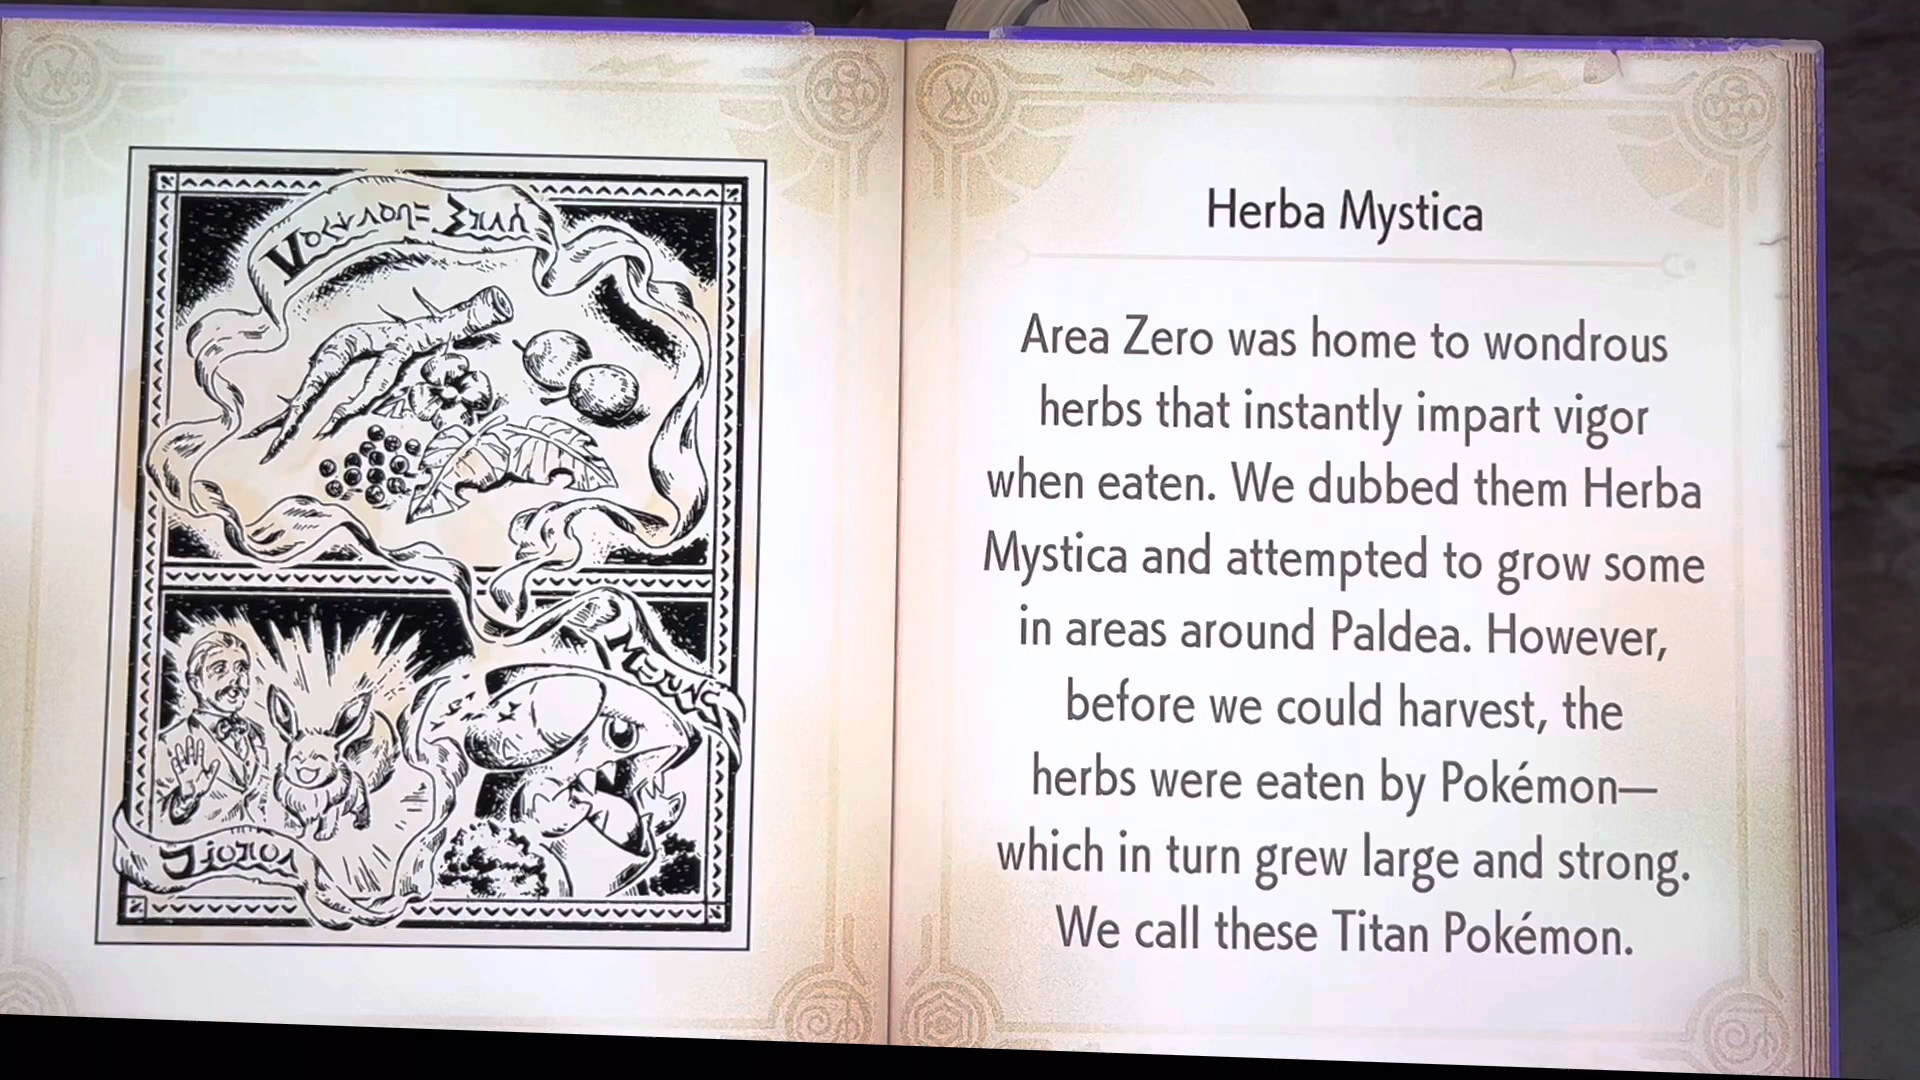 Herba Mystica
Area Zero was home to wondrous
herbs that instantly impart vigor
when eaten. We dubbed them Herba
Mystica and attempted to grow some
in areas around Paldea. However,
before we could harvest, the
herbs were eaten by Pokémon—
which in turn grew large and strong.
We call these Titan Pokémon.